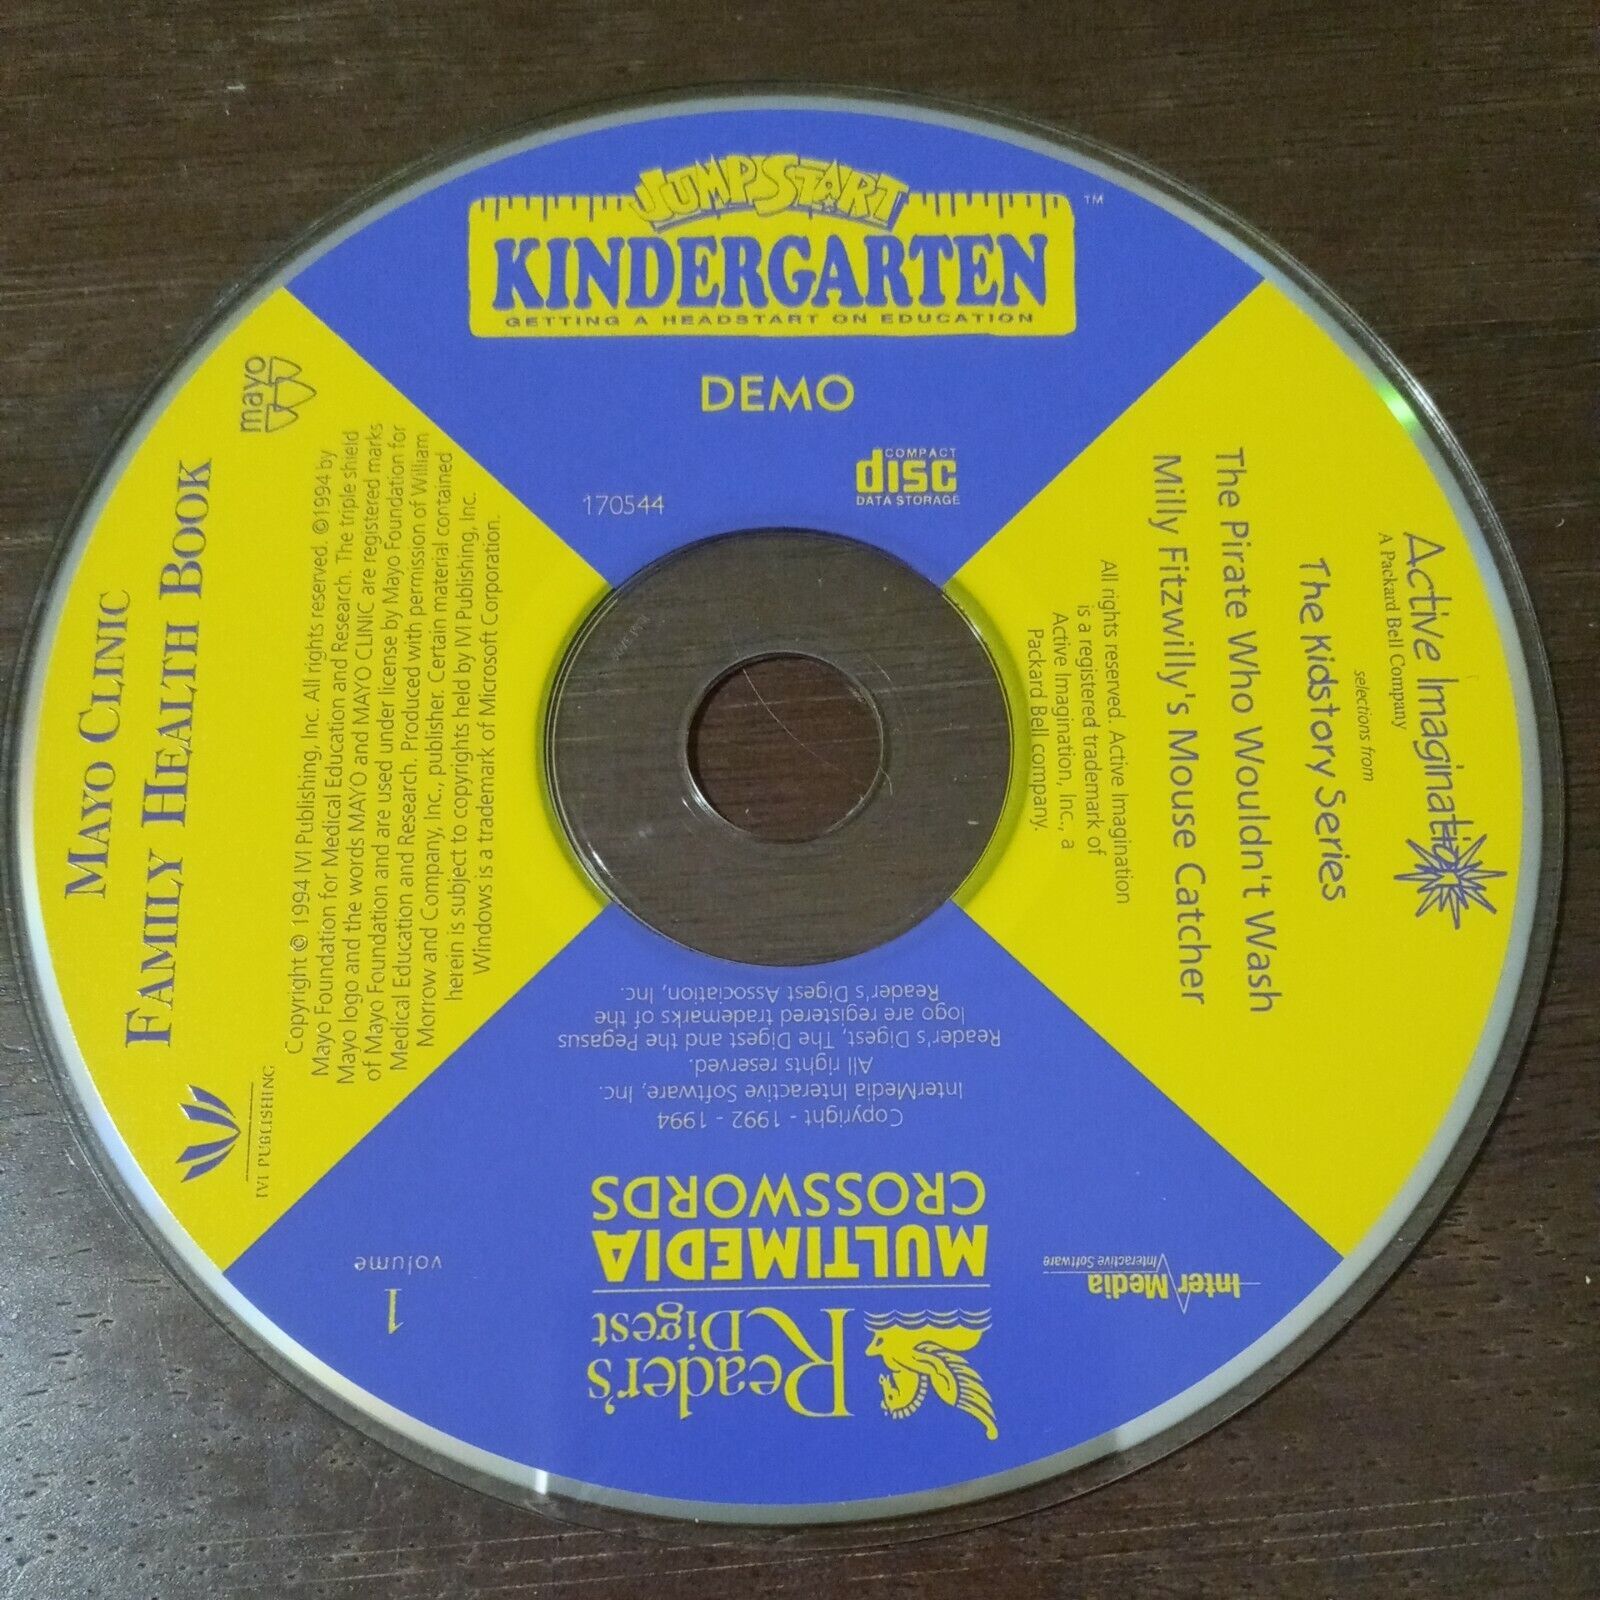 JUMPSTART
TM
KINDERGARTEN
GETTING A HEADSTART ON EDUCATION
DEMO
COMPACT
disc
DATA STORAGE
170544
Active Imagination
A Packard Bell Company
selections from
The Kidstory Series
The Pirate Who Wouldn't Wash
Milly Fitzwilly's Mouse Catcher
All rights reserved. Active Imagination
is a registered trademark of
Active Imagination, Inc., a
Packard Bell company.
Reader's
Digest
MULTIMEDIA
CROSSWORDS
1
volume
Inter Media
Interactive Software
Copyright - 1992 - 1994
InterMedia Interactive Software, Inc.
All rights reserved.
Reader's Digest, The Digest and the Pegasus
logo are registered trademarks of the
Reader's Digest Association, Inc.
MAYO CLINIC
FAMILY HEALTH BOOK
mayo
IVI PUBLISHING
Copyright © 1994 IVI Publishing, Inc. All rights reserved. ©1994 by
Mayo Foundation for Medical Education and Research. The triple shield
Mayo logo and the words MAYO and MAYO CLINIC are registered marks
of Mayo Foundation and are used under license by Mayo Foundation for
Medical Education and Research. Produced with permission of William
Morrow and Company, Inc., publisher. Certain material contained
herein is subject to copyrights held by IVI Publishing, Inc.
Windows is a trademark of Microsoft Corporation.